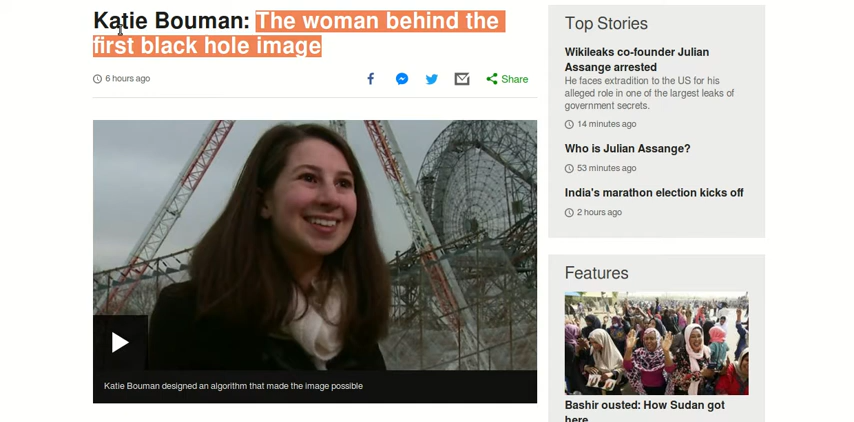 Katie Bouman: The woman behind the
first black hole image
6 hours ago
Share
Katie Bouman designed an algorithm that made the image possible
Top Stories
Wikileaks co-founder Julian
Assange arrested
He faces extradition to the US for his
alleged role in one of the largest leaks of
government secrets.
14 minutes ago
Who is Julian Assange?
53 minutes ago
India's marathon election kicks off
2 hours ago
Features
Bashir ousted: How Sudan got
here